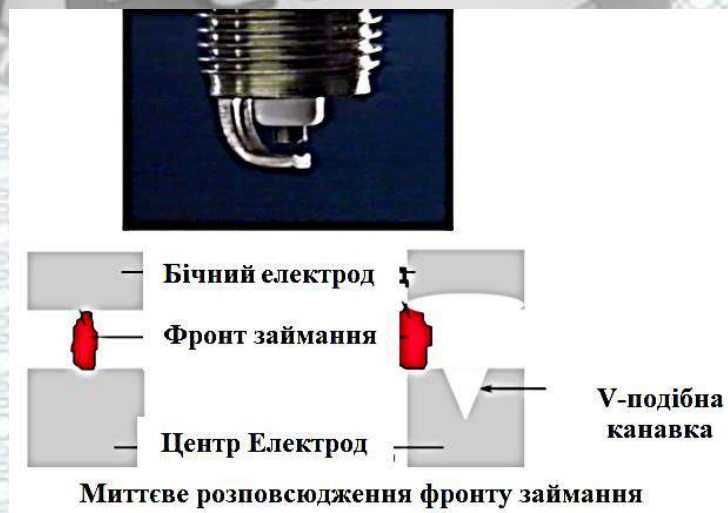 Бічний електрод
Фронт займання
V-подібна
канавка
Центр Електрод
Миттєве розповсюдження фронту займання